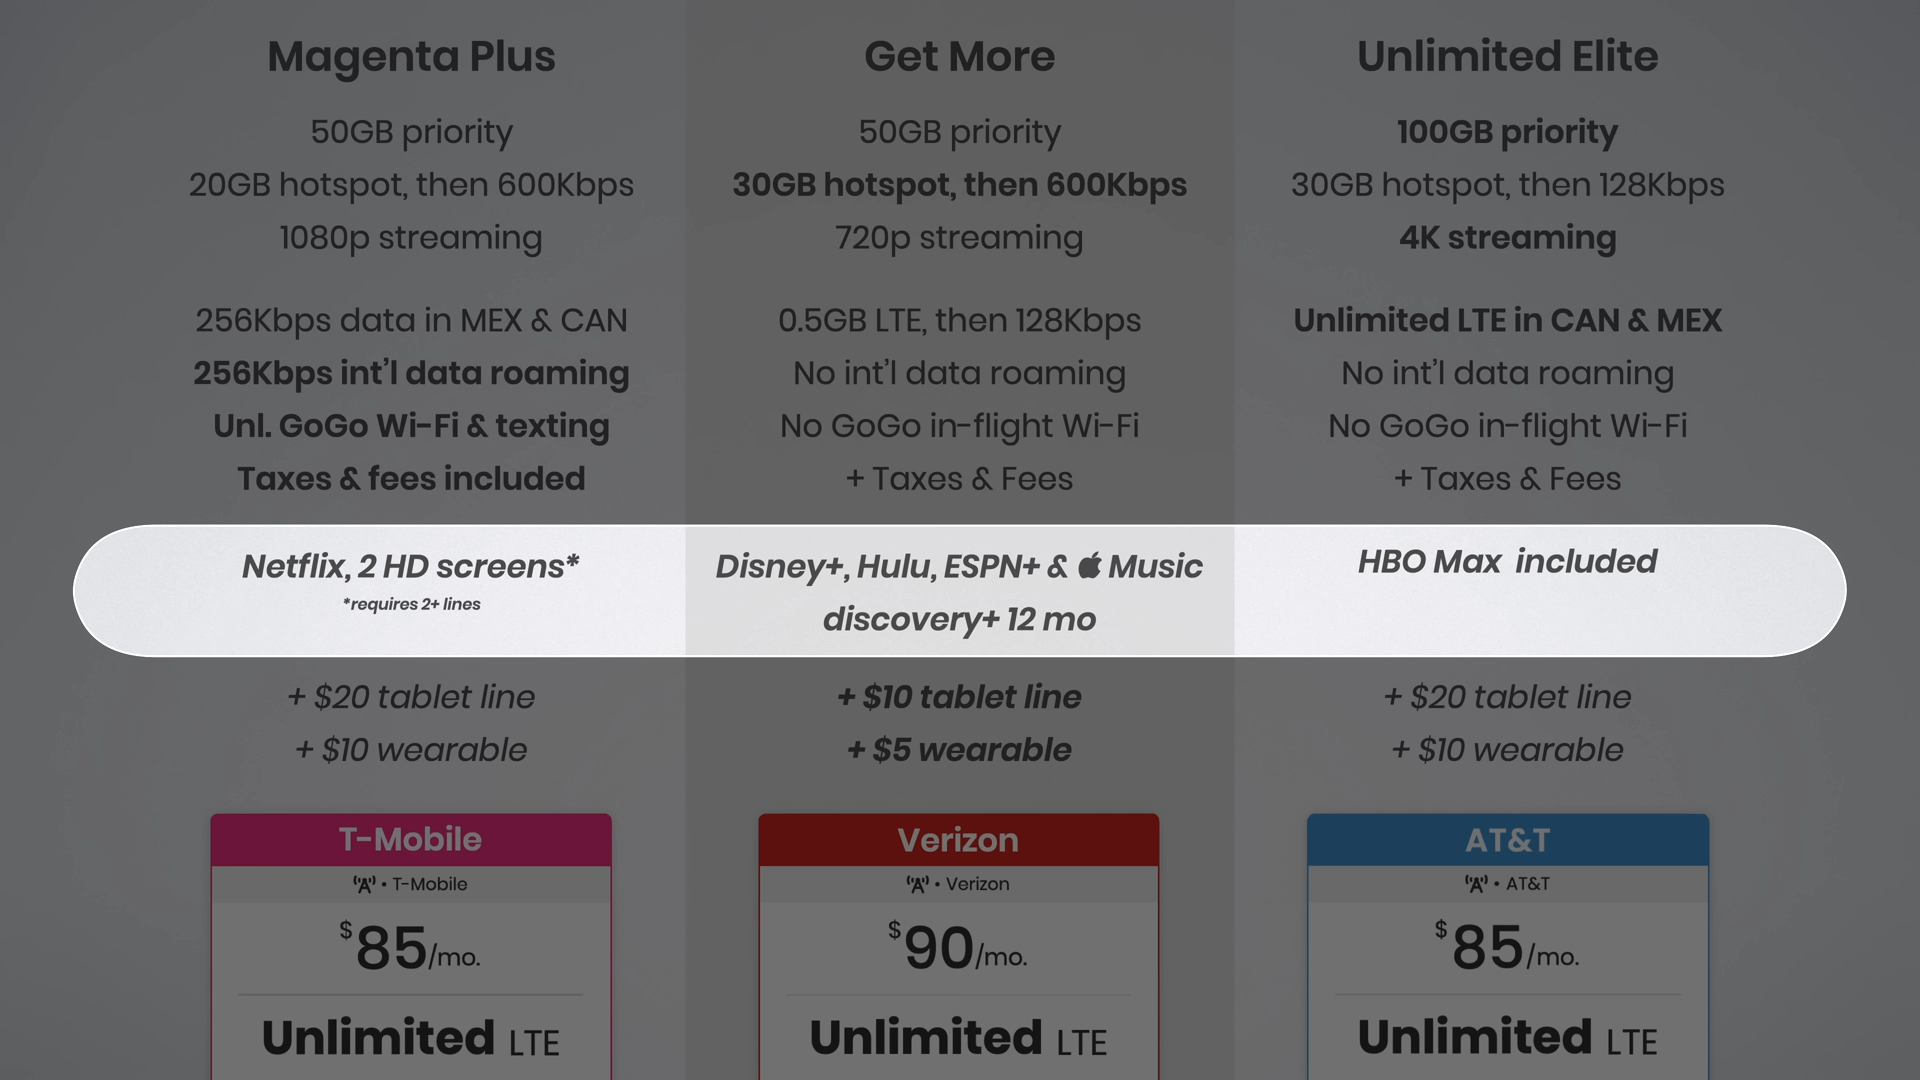 Magenta Plus
50GB priority
20GB hotspot, then 600Kbps
1080p streaming
256Kbps data in MEX & CAN
256Kbps int'l data roaming
Unl. GoGo Wi-Fi & texting
Taxes & fees included
Netflix, 2 HD screens*
*requires 2+ lines
+ $20 tablet line
+ $10 wearable
T-Mobile
• T-Mobile
$85/mo.
Unlimited LTE
Get More
50GB priority
30GB hotspot, then 600Kbps
720p streaming
0.5GB LTE, then 128Kbps
No int'l data roaming
No GoGo in-flight Wi-Fi
+ Taxes & Fees
Disney+, Hulu, ESPN+ &  Music
discovery+ 12 mo
+ $10 tablet line
+ $5 wearable
Verizon
• Verizon
$90/mo.
Unlimited LTE
Unlimited Elite
100GB priority
30GB hotspot, then 128Kbps
4K streaming
Unlimited LTE in CAN & MEX
No int'l data roaming
No GoGo in-flight Wi-Fi
+ Taxes & Fees
HBO Max included
+ $20 tablet line
+ $10 wearable
AT&T
• AT&T
$85/mo.
Unlimited LTE